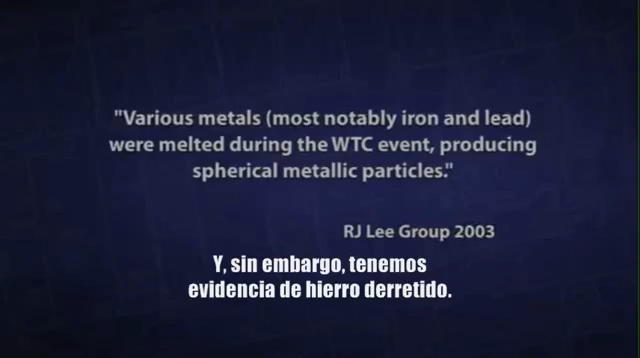 "Various metals (most notably iron and lead)
were melted during the WTC event, producing
spherical metallic particles."
RJ Lee Group 2003
Y, sin embargo, tenemos
evidencia de hierro derretido.